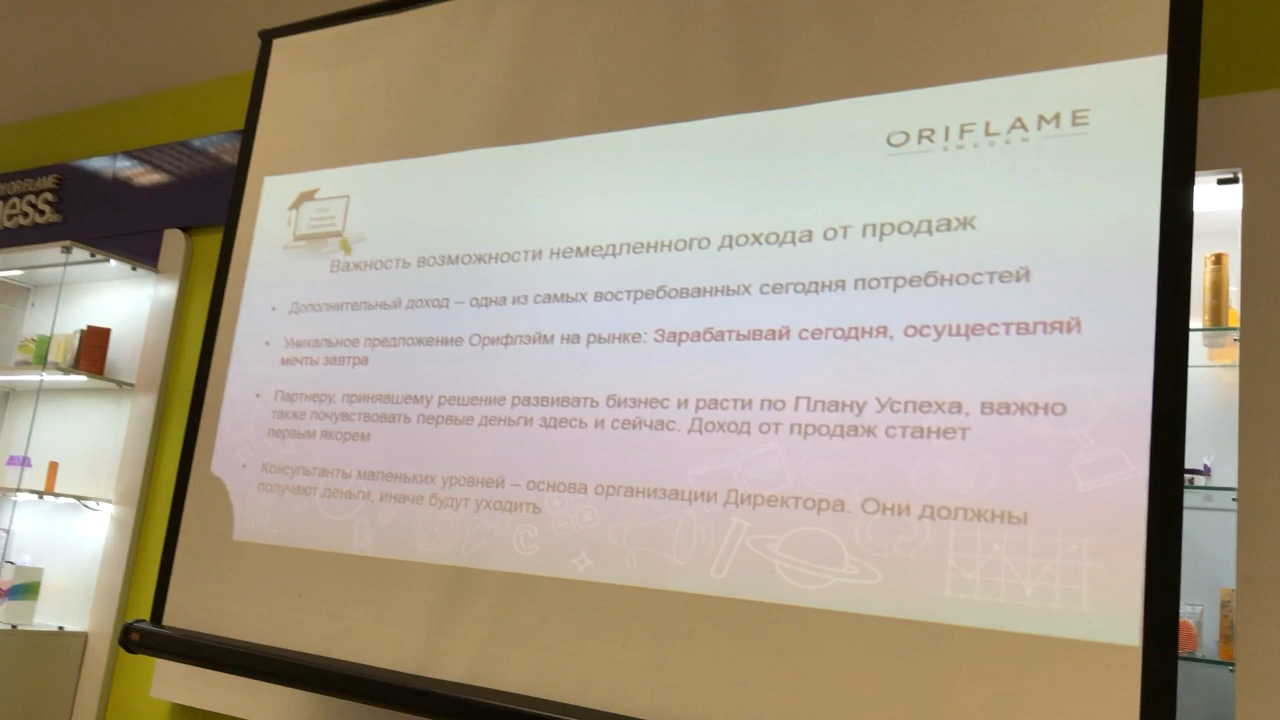 ORIFLAME
SWEDEN
ness.
Важность возможности немедленного дохода от продаж
• Дополнительный доход – одна из самых востребованных сегодня потребностей
• Уникальное предложение Орифлэйм на рынке: Зарабатывай сегодня, осуществляй
мечты завтра
• Партнеру, принявшему решение развивать бизнес и расти по Плану Успеха, важно
также почувствовать первые деньги здесь и сейчас. Доход от продаж станет
первым якорем
• Консультанты маленьких уровней – основа организации Директора. Они должны
получают деньги, иначе будут уходить